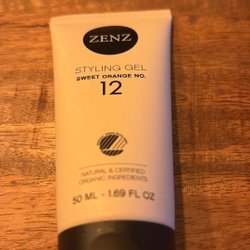 ZENZ
STYLING GEL
SWEET ORANGE NO.
12
NATURAL & CERTIFIED
ORGANIC INGREDIENTS
50 ML - 1.69 FL OZ